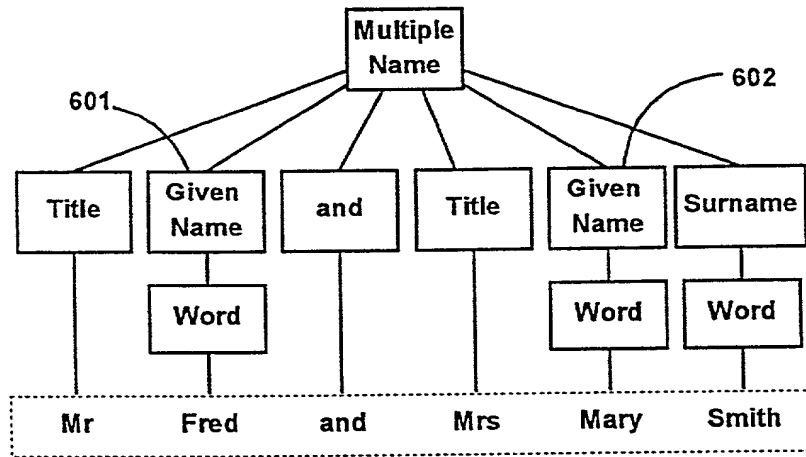 Multiple
Name
601
602
Title
Given
Name
and
Title
Given
Name
Surname
Word
Word
Word
Mr Fred and Mrs Mary Smith